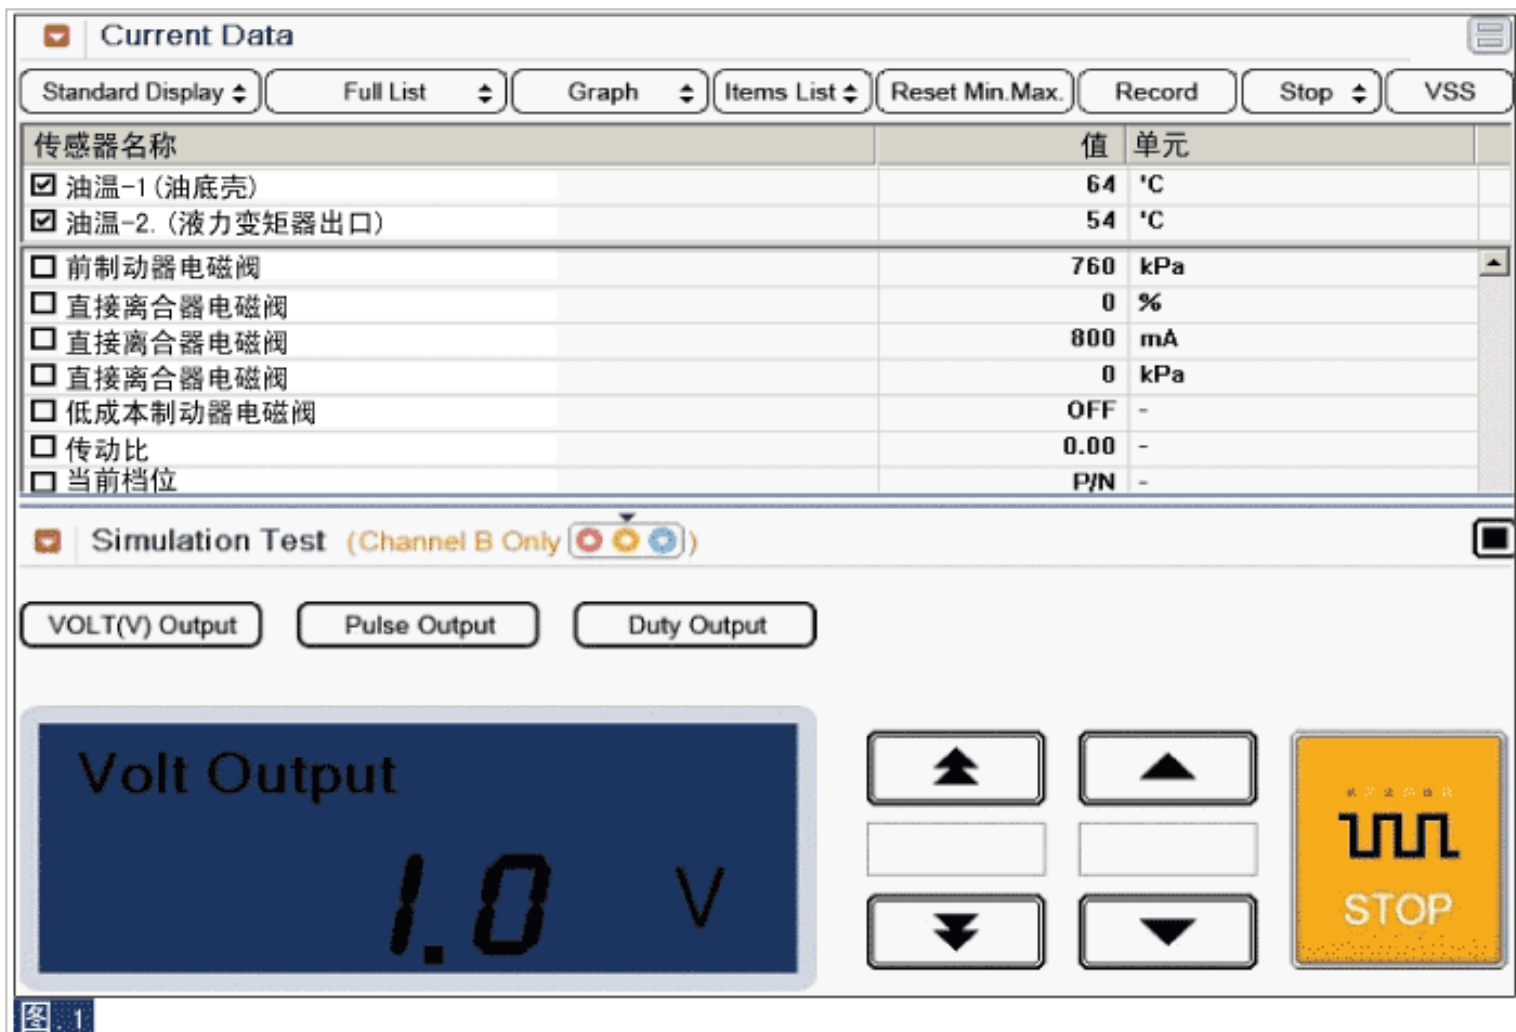 Current Data
Standard Display Full List Graph Items List Reset Min.Max. Record Stop VSS
传感器名称 值 单元
油温-1(油底壳) 64 'C
油温-2. (液力变矩器出口) 54 'C
前制动器电磁阀 760 kPa
直接离合器电磁阀 0 %
直接离合器电磁阀 800 mA
直接离合器电磁阀 0 kPa
低成本制动器电磁阀 OFF -
传动比 0.00 -
当前档位 P/N -
Simulation Test (Channel B Only )
VOLT(V) Output Pulse Output Duty Output
Volt Output
1.0 V
STOP
图. 1